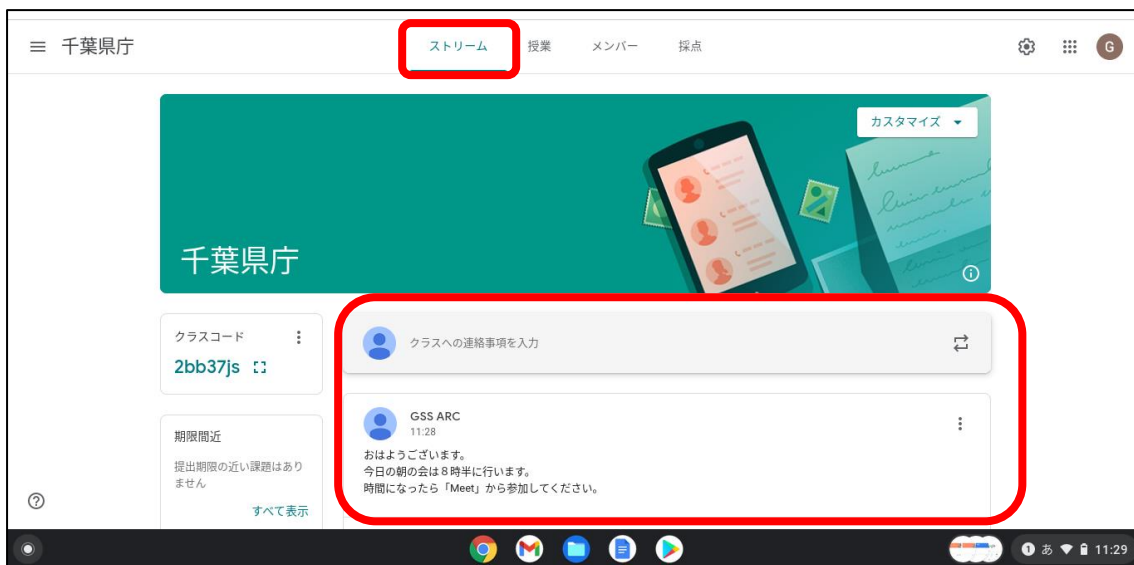 千葉県庁
ストリーム 授業 メンバー 採点
G
カスタマイズ
千葉県庁
クラスコード
2bb37js
期限間近
提出期限の近い課題はあり
ません
すべて表示
クラスへの連絡事項を入力
GSS ARC
11:28
おはようございます。
今日の朝の会は８時半に行います。
時間になったら「Meet」から参加してください。
1 あ 11:29